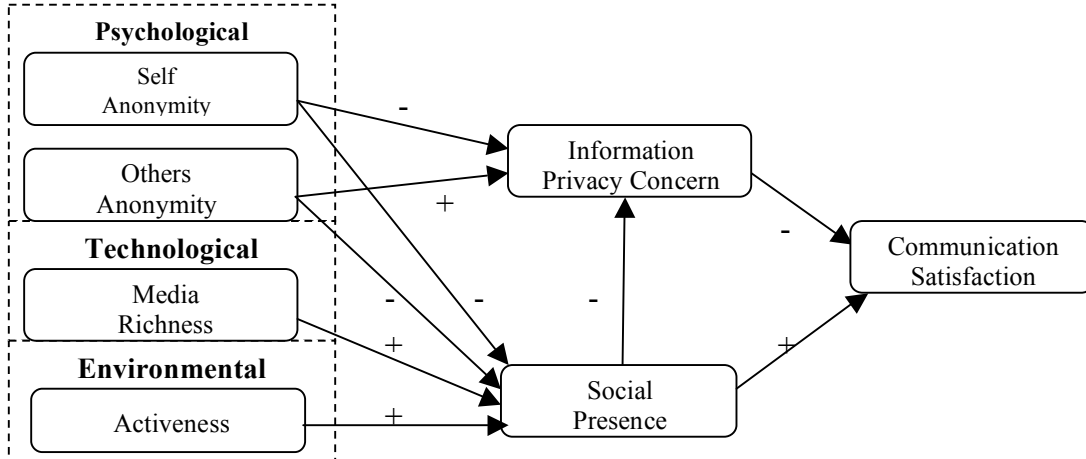 Psychological
Self
Anonymity
-
Information
Privacy Concern
Others
Anonymity
+
-
Communication
Satisfaction
Technological
Media
Richness
-
-
-
+
+
Environmental
Social
Presence
Activeness
+